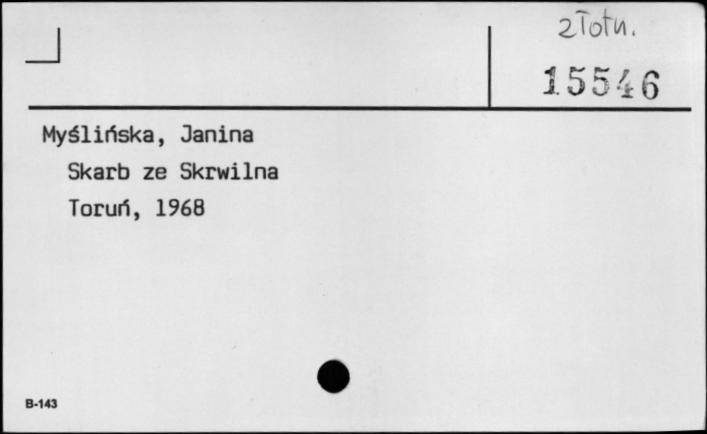 złotn.
15546
Myślińska, Janina
Skarb ze Skrwilna
Toruń, 1968
B-143